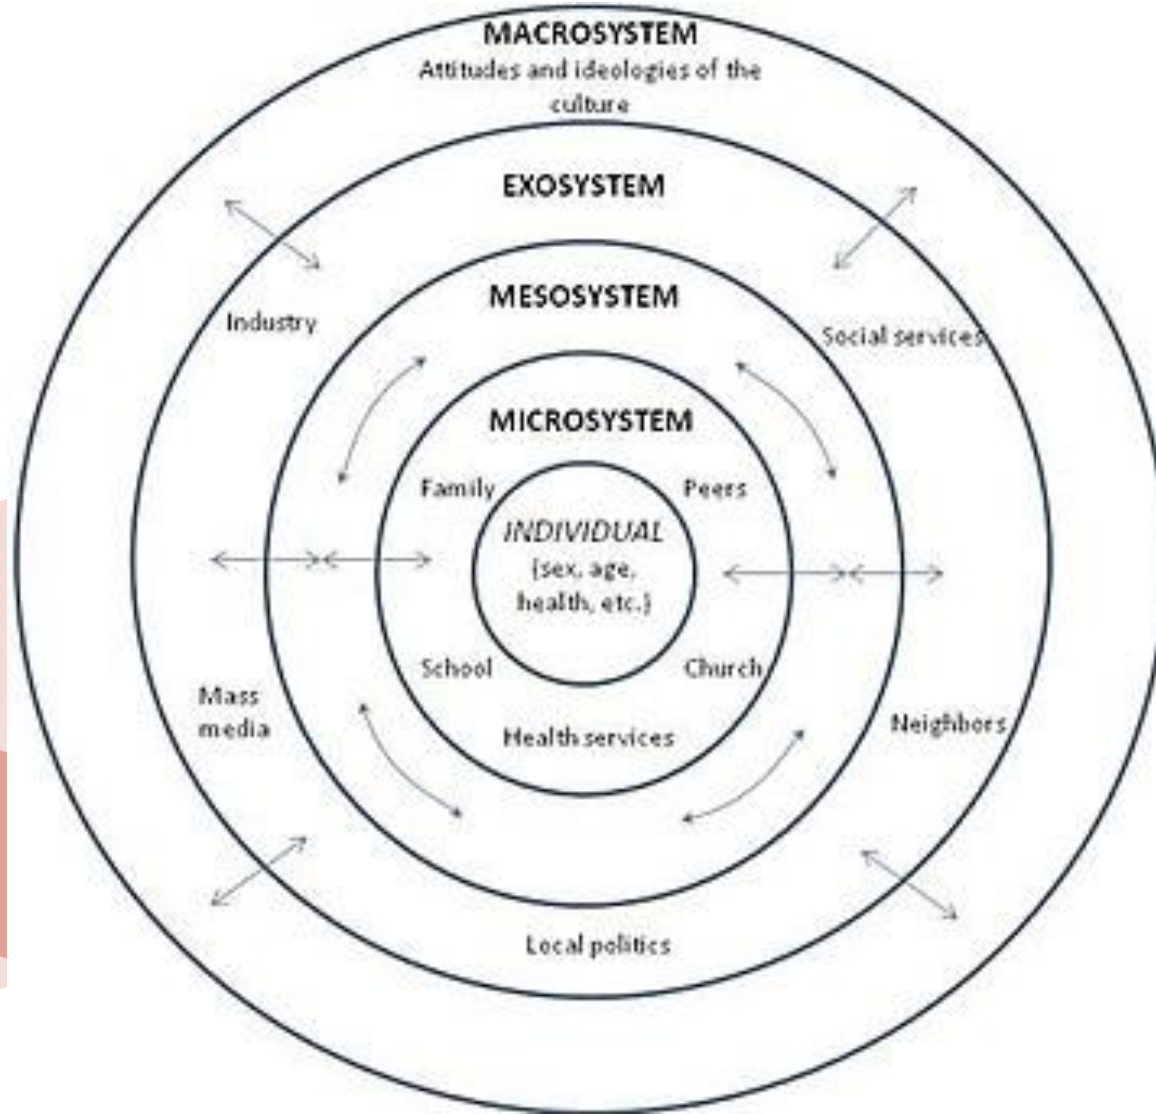 MACROSYSTEM
Attitudes and ideologies of the
culture
EXOSYSTEM
MESOSYSTEM
Industry
Social services
MICROSYSTEM
Family
Peers
INDIVIDUAL
(sex, age,
health, etc.)
School
Church
Mass
media
Neighbors
Health services
Local politics